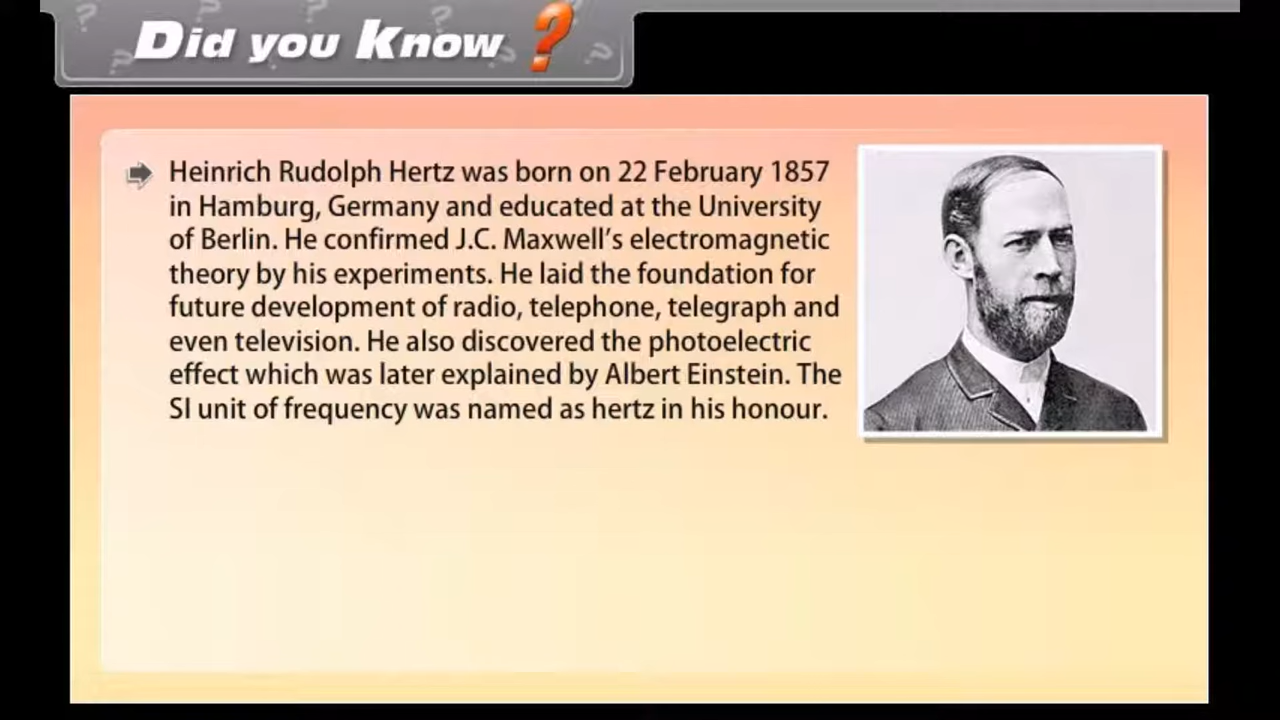 Did you Know ?
Heinrich Rudolph Hertz was born on 22 February 1857
in Hamburg, Germany and educated at the University
of Berlin. He confirmed J.C. Maxwell's electromagnetic
theory by his experiments. He laid the foundation for
future development of radio, telephone, telegraph and
even television. He also discovered the photoelectric
effect which was later explained by Albert Einstein. The
SI unit of frequency was named as hertz in his honour.